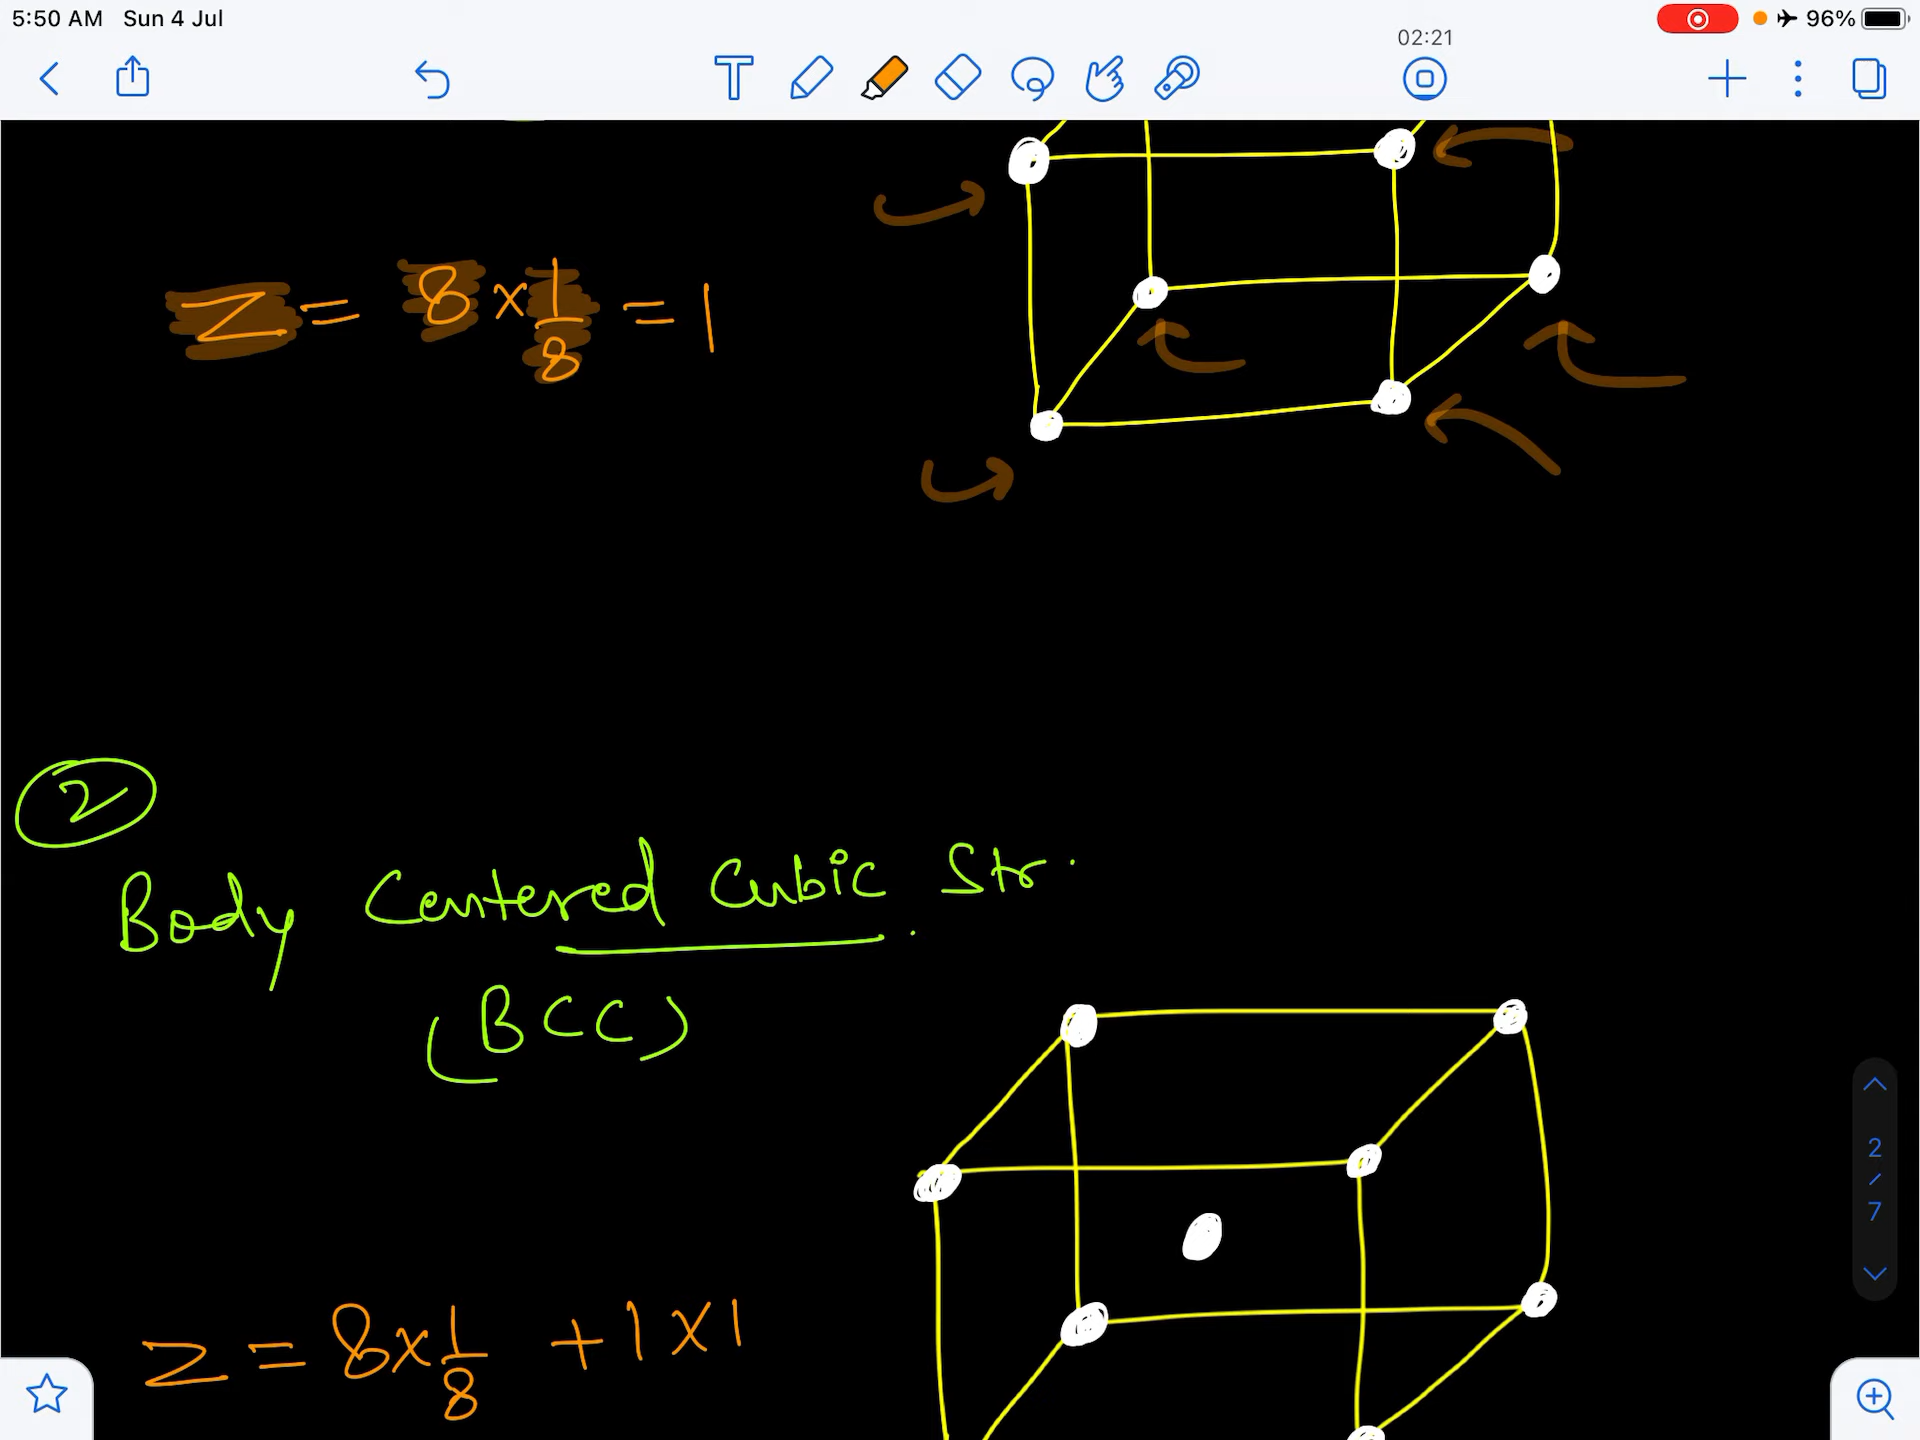 5:50 AM Sun 4 Jul
96%
02:21
T
Z = 8 × 1/8 = 1
2
Body Centered Cubic Str.
(BCC)
2
/
7
Z = 8 × 1/8 + 1 × 1